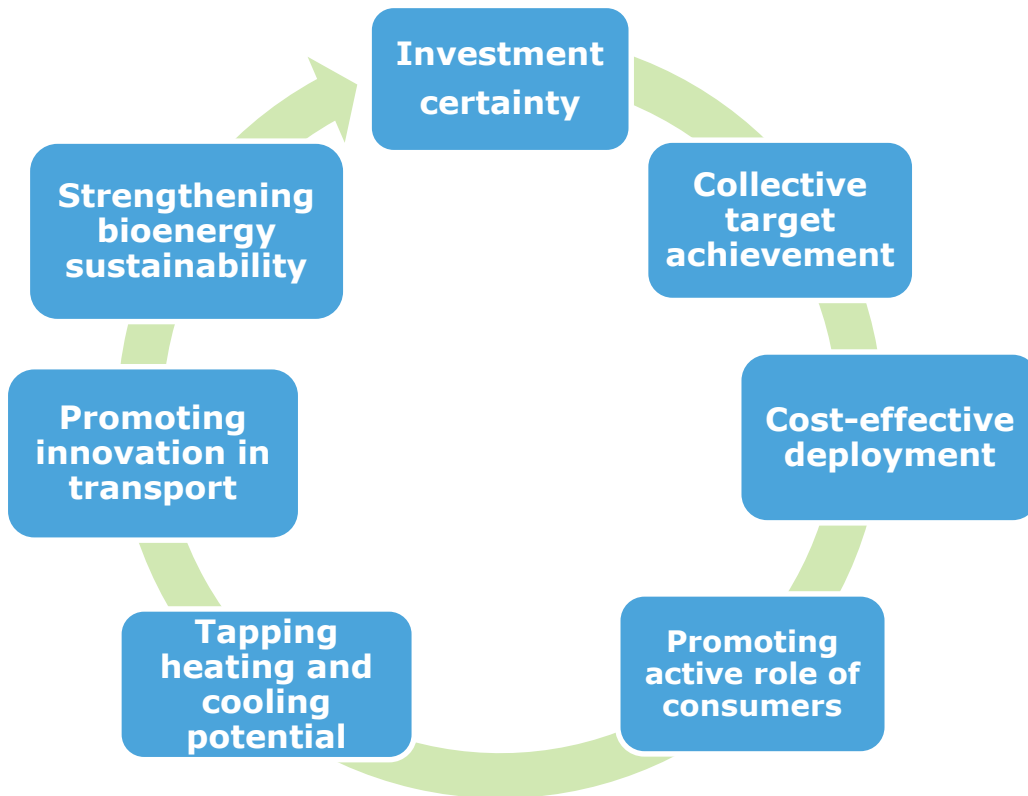 Investment
certainty
Collective
target
achievement
Cost-effective
deployment
Promoting
active role of
consumers
Tapping
heating and
cooling
potential
Promoting
innovation in
transport
Strengthening
bioenergy
sustainability